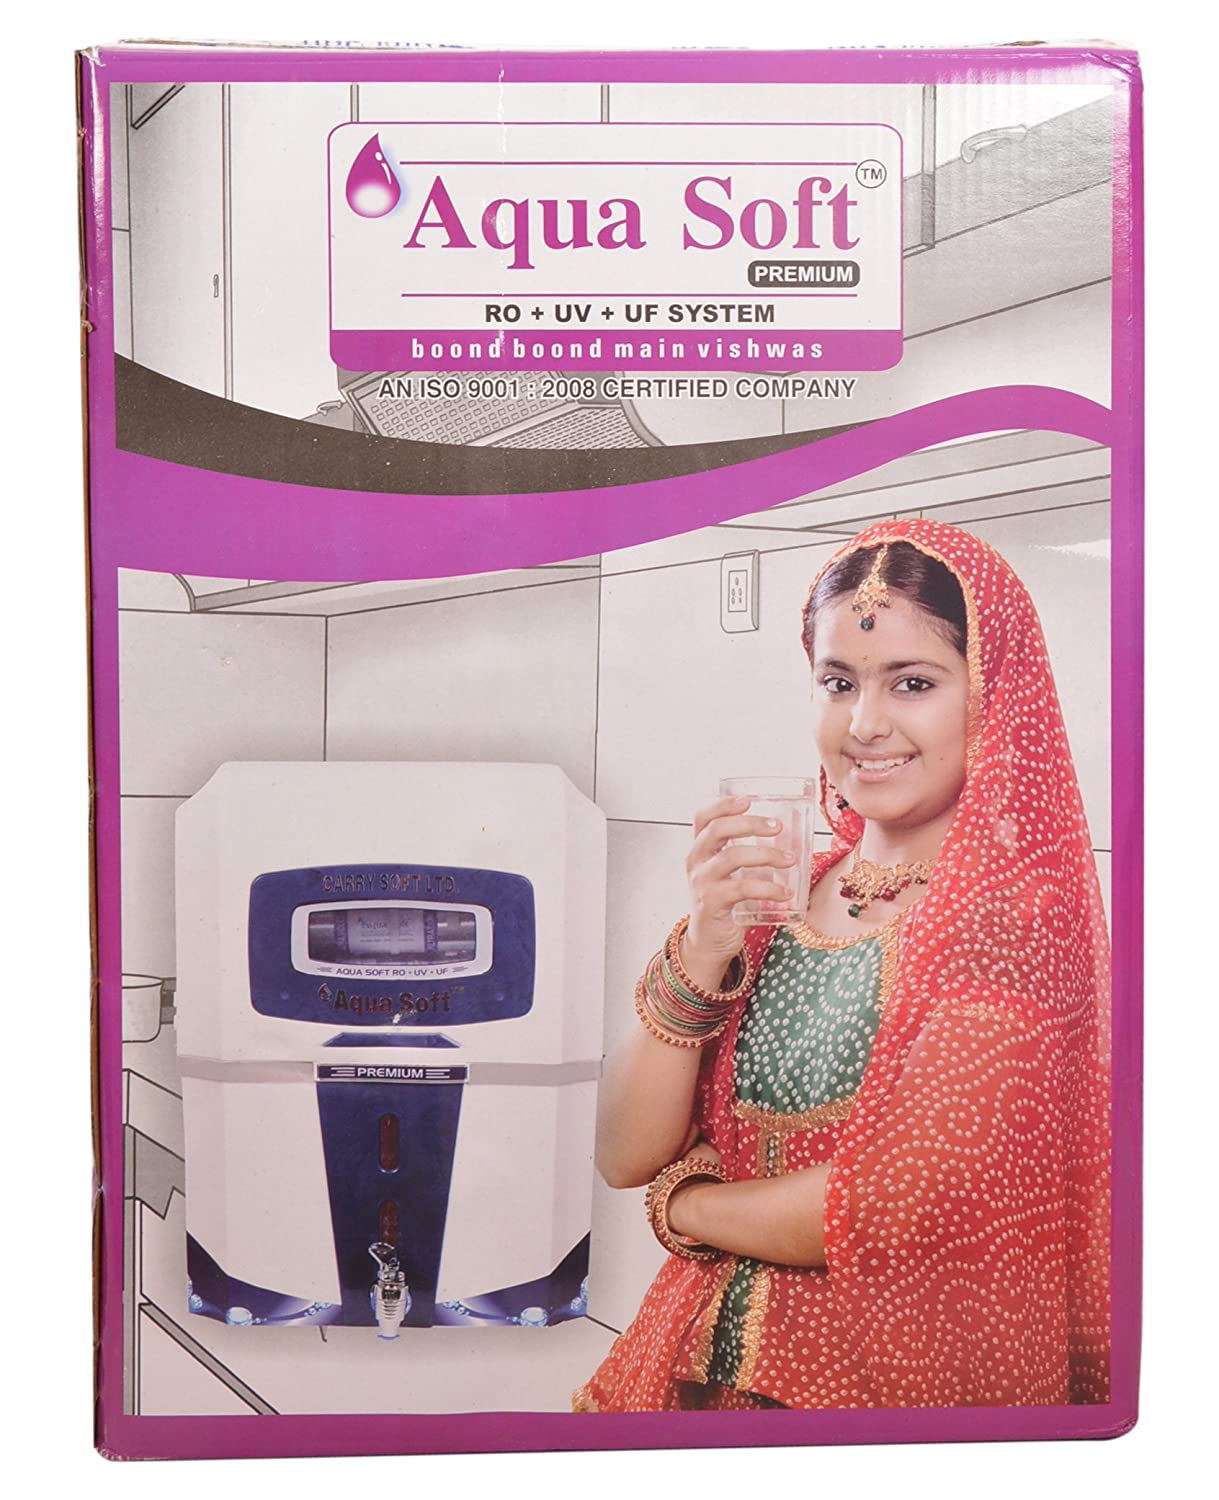 Aqua Soft TM
PREMIUM
RO + UV + UF SYSTEM
boond boond main vishwas
AN ISO 9001 : 2008 CERTIFIED COMPANY
CARRY SOFT LTD.
Aqua
AQUA SOFT RO + UV + UF
Aqua Soft
PREMIUM